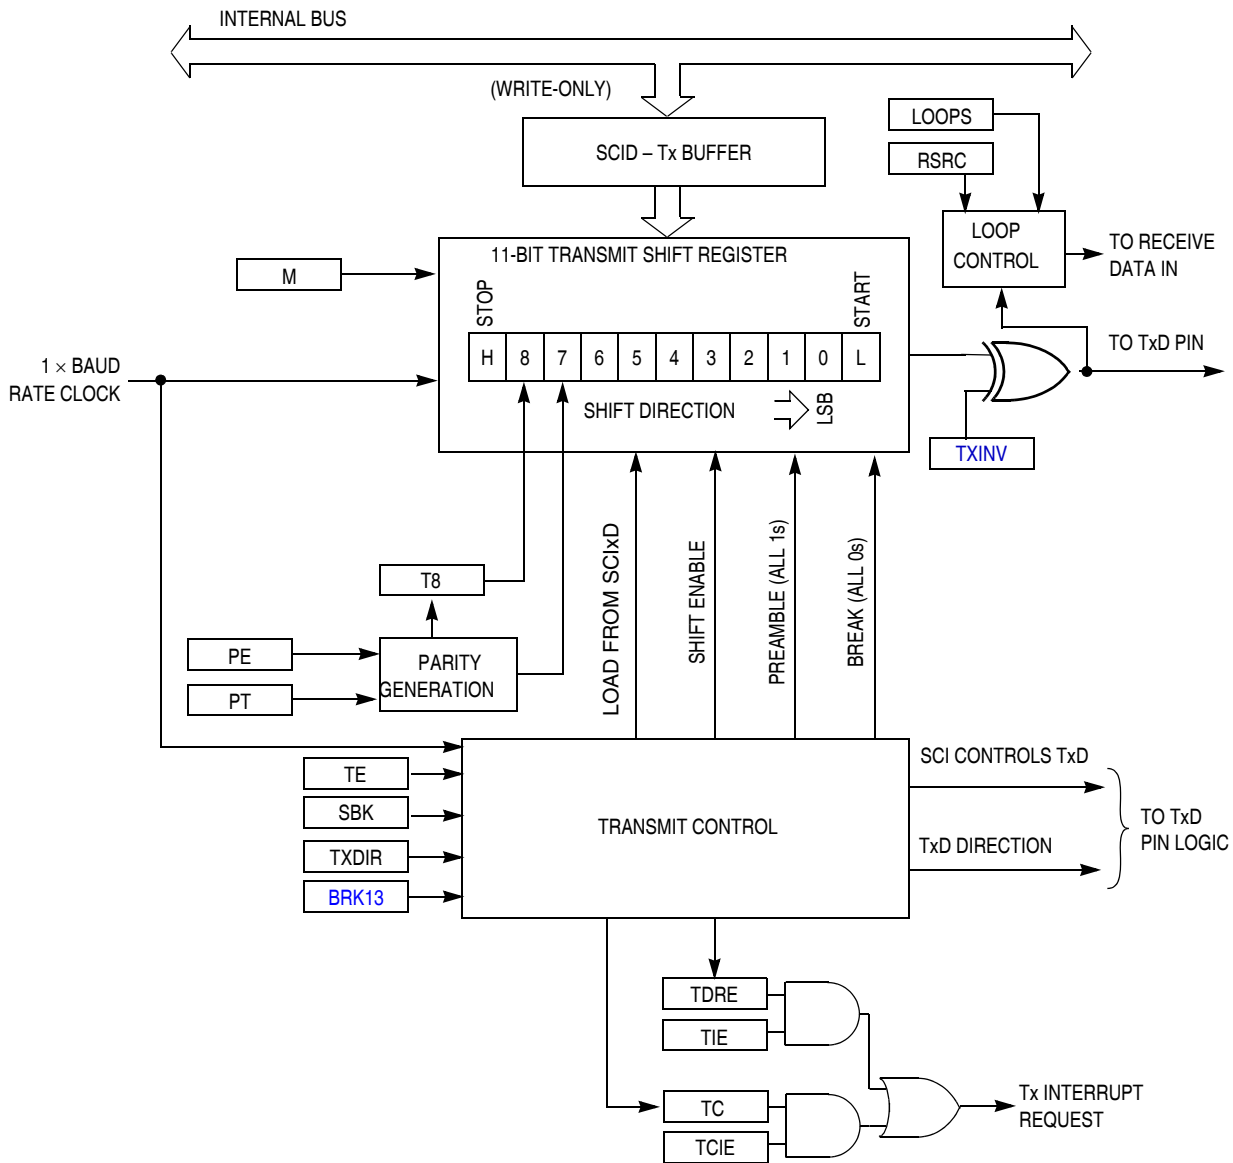 INTERNAL BUS
(WRITE-ONLY)
SCID – Tx BUFFER
LOOPS
RSRC
LOOP
CONTROL
TO RECEIVE
DATA IN
11-BIT TRANSMIT SHIFT REGISTER
M
STOP
START
H 8 7 6 5 4 3 2 1 0 L
1 × BAUD
RATE CLOCK
SHIFT DIRECTION
LSB
TO TxD PIN
TXINV
LOAD FROM SCIxD
SHIFT ENABLE
PREAMBLE (ALL 1s)
BREAK (ALL 0s)
T8
PE
PT
PARITY
GENERATION
TE
SBK
TXDIR
BRK13
TRANSMIT CONTROL
SCI CONTROLS TxD
TxD DIRECTION
TO TxD
PIN LOGIC
TDRE
TIE
TC
TCIE
Tx INTERRUPT
REQUEST